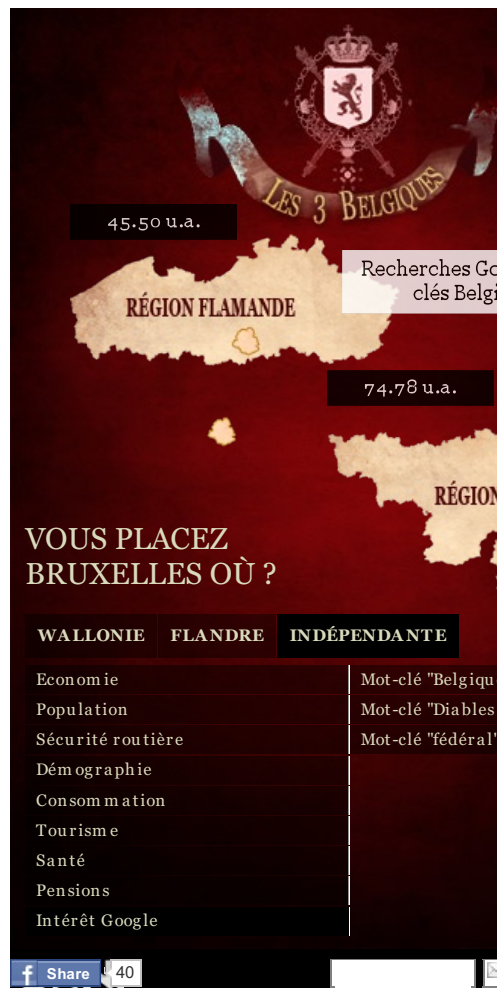 LES 3 BELGIQUES
45.50 u.a.
Recherches Go
clés Belgi
RÉGION FLAMANDE
74.78 u.a.
RÉGION
VOUS PLACEZ
BRUXELLES OÙ ?
WALLONIE FLANDRE INDÉPENDANTE
Economie
Population
Sécurité routière
Démographie
Consommation
Tourisme
Santé
Pensions
Intérêt Google
Mot-clé "Belgiqu
Mot-clé "Diables
Mot-clé "fédéral"
f Share 40